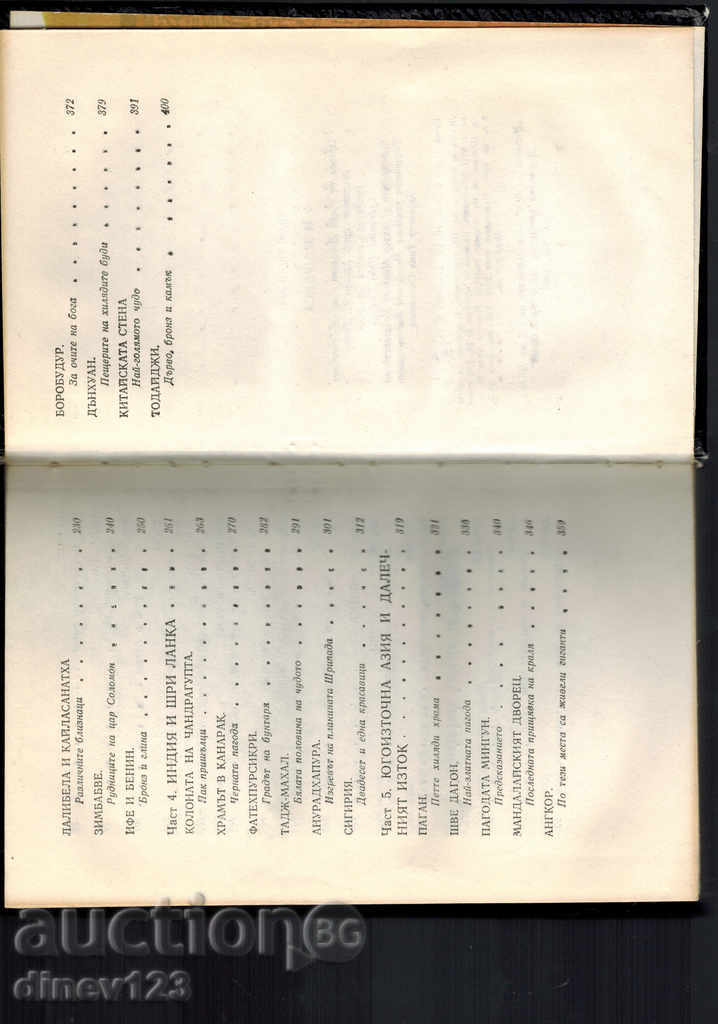 ЛАЛИБЕЛА И КАЙЛАСАНАТХА
Различните близнаци . . . . . . . . 230
ЗИМБАБВЕ.
Рудниците на цар Соломон . . . . . 240
ИФЕ И БЕНИН.
Бронз и глина . . . . . . . . . 250
Част 4. ИНДИЯ И ШРИ ЛАНКА . . . . 261
КОЛОНАТА НА ЧАНДРАГУПТА.
Пак пришълци . . . . . . . . . 263
ХРАМЪТ В КАНАРАК.
Черната пагода . . . . . . . . 270
ФАТЕХПУРСИКРИ.
Градът на бунтаря . . . . . . . 282
ТАДЖ-МАХАЛ.
Бялата половина на чудото . . . . . 291
АНУРАДХАПУРА.
Изгревът на планината Шрипада . . . . 301
СИГИРИЯ.
Двадесет и една красавици . . . . . 312
Част 5. ЮГОИЗТОЧНА АЗИЯ И ДАЛЕЧ-
НИЯТ ИЗТОК . . . . . . . . . 319
ПАГАН.
Петте хиляди храма . . . . . . . 321
ШВЕ ДАГОН.
Най-златната пагода . . . . . . . 333
ПАГОДАТА МИНГУН.
Предсказанието . . . . . . . . 340
МАНДАЛАЙСКИЯТ ДВОРЕЦ.
Последната прищявка на краля . . . . 346
АНГКОР.
По тези места са живели гиганти . . . . 359
БОРОБУДУР.
За очите на бога . . . . . . . . . 372
ДЪНХУАН.
Пещерите на хилядите буди . . . . . 379
КИТАЙСКАТА СТЕНА
Най-голямото чудо . . . . . . . . 391
ТОДАЙДЖИ.
Дърво, бронз и камък . . . . . . . 400
auction BG
dinev123